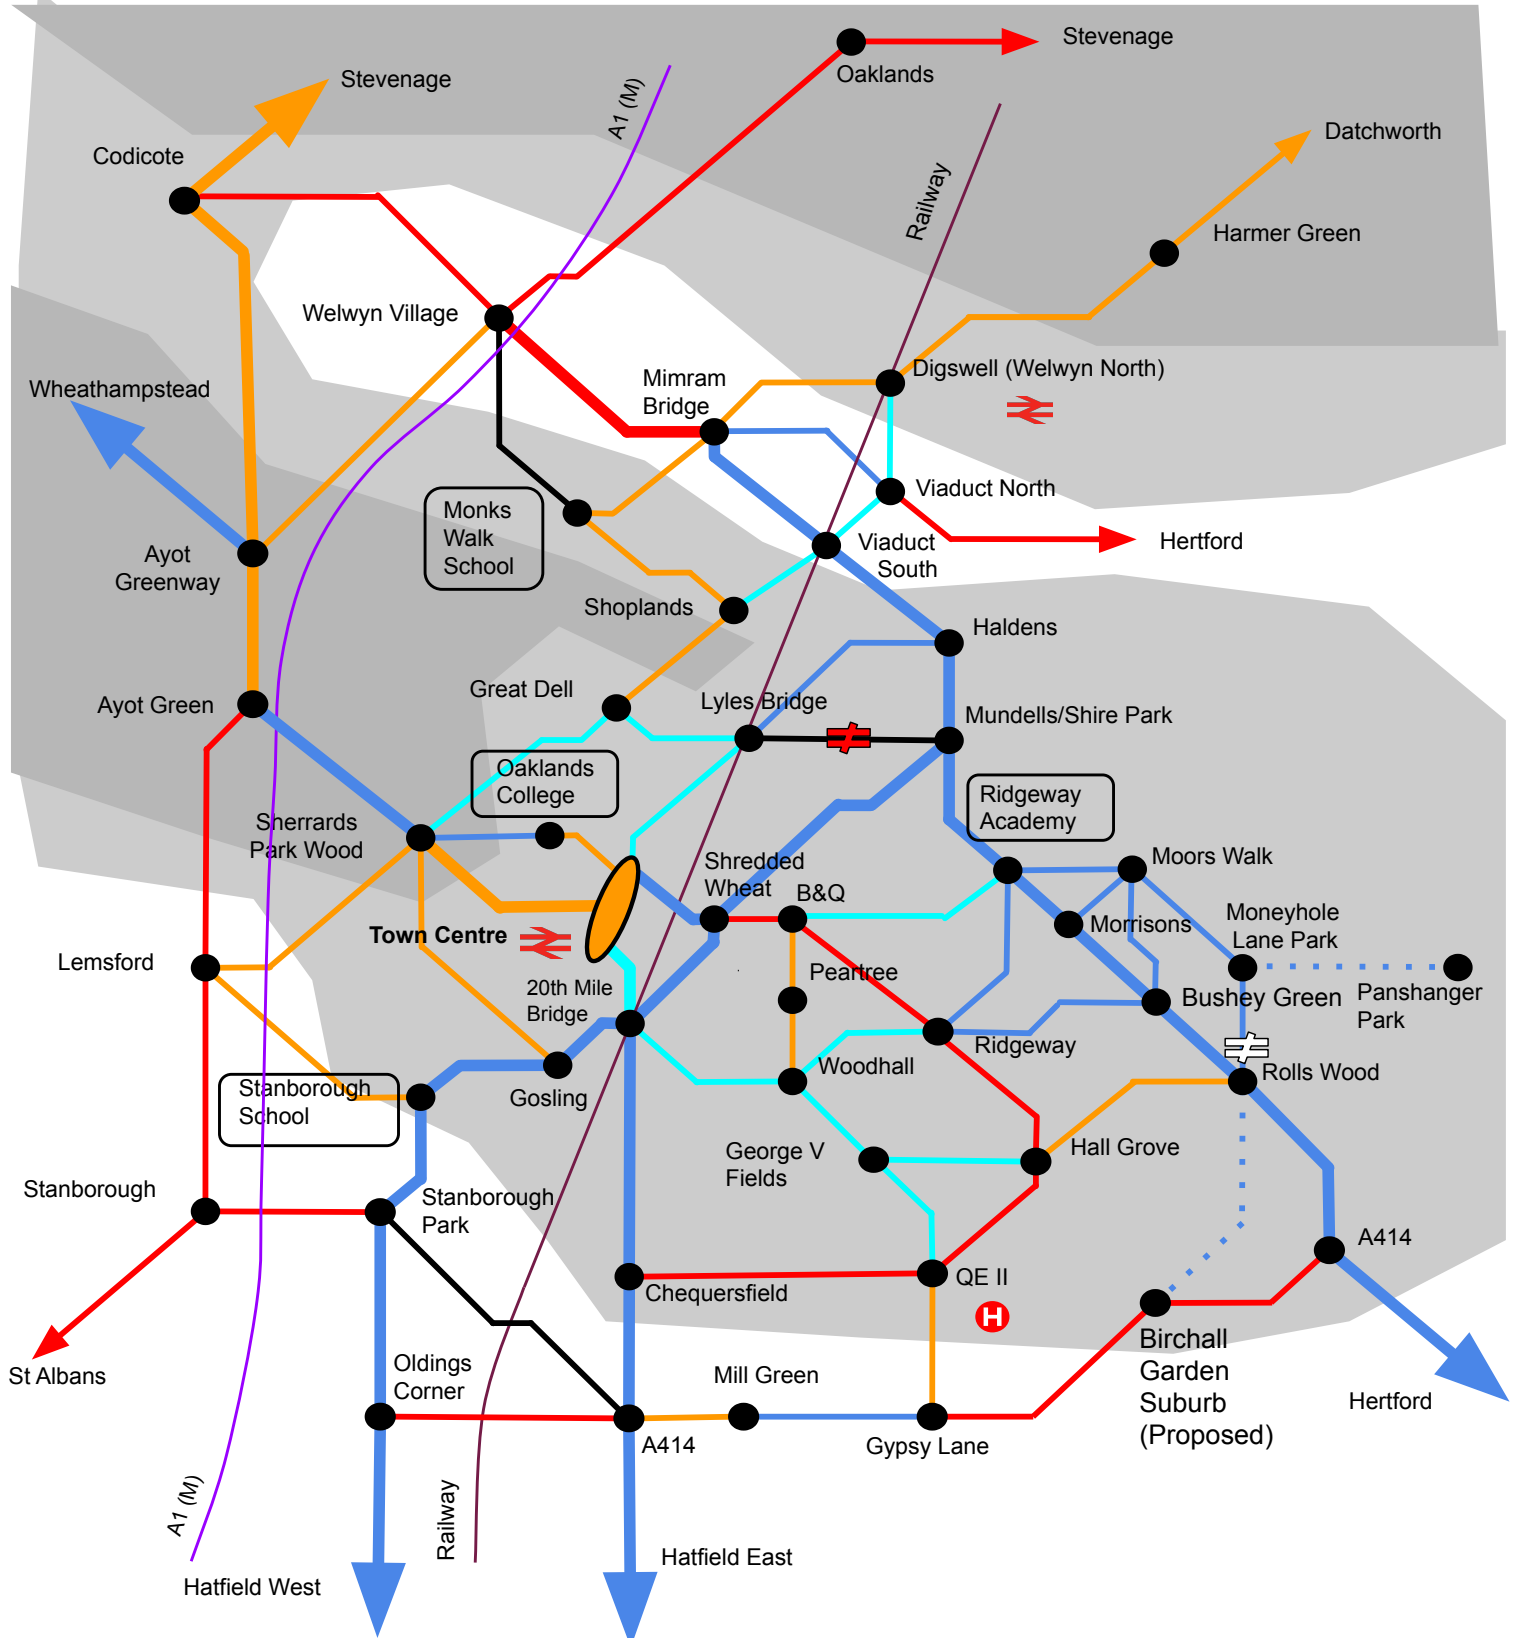 Stevenage
Oaklands
Stevenage
A1 (M)
Datchworth
Codicote
Railway
Harmer Green
Welwyn Village
Digswell (Welwyn North)
Mimram
Bridge
Wheathampstead
Viaduct North
Monks
Walk
School
Hertford
Viaduct
South
Ayot
Greenway
Shoplands
Haldens
Great Dell
Lyles Bridge
Ayot Green
Mundells/Shire Park
Oaklands
College
Ridgeway
Academy
Sherrards
Park Wood
Shredded
Wheat
B&Q
Moors Walk
Moneyhole
Lane Park
Morrisons
Town Centre
Lemsford
Peartree
20th Mile
Bridge
Bushey Green
Panshanger
Park
Ridgeway
Woodhall
Rolls Wood
Stanborough
School
Gosling
George V
Fields
Hall Grove
Stanborough
Stanborough
Park
A414
QE II
Chequersfield
H
St Albans
Oldings
Corner
Mill Green
Birchall
Garden
Suburb
(Proposed)
Hertford
A414
Gypsy Lane
A1 (M)
Railway
Hatfield West
Hatfield East